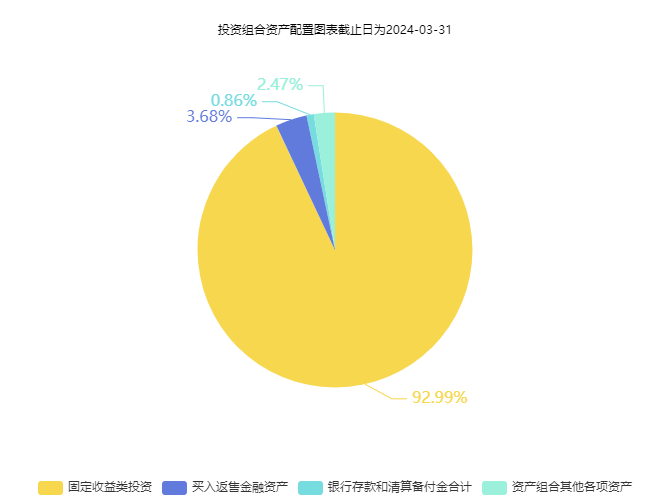 投资组合资产配置图表截止日为2024-03-31
2.47%
0.86%
3.68%
92.99%
固定收益类投资 买入返售金融资产 银行存款和清算备付金合计 资产组合其他各项资产